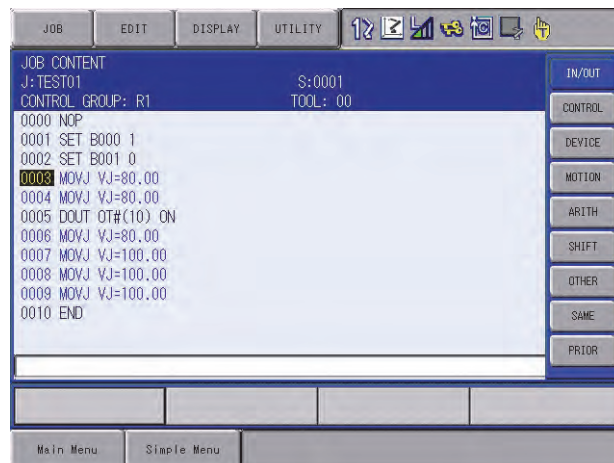 JOB EDIT DISPLAY UTILITY
JOB CONTENT
J:TEST01 S:0001
CONTROL GROUP: R1 TOOL: 00
0000 NOP
0001 SET B000 1
0002 SET B001 0
0003 MOVJ VJ=80.00
0004 MOVJ VJ=80.00
0005 DOUT OT#(10) ON
0006 MOVJ VJ=80.00
0007 MOVJ VJ=100.00
0008 MOVJ VJ=100.00
0009 MOVJ VJ=100.00
0010 END
IN/OUT
CONTROL
DEVICE
MOTION
ARITH
SHIFT
OTHER
SAME
PRIOR
Main Menu Simple Menu